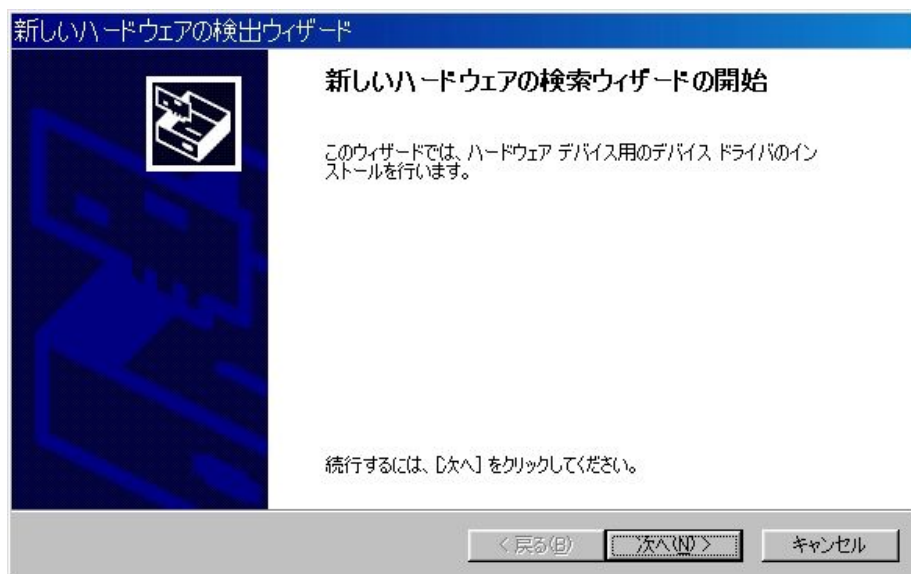 新しいハードウェアの検出ウィザード
新しいハードウェアの検索ウィザードの開始
このウィザードでは、ハードウェア デバイス用のデバイス ドライバのイン
ストールを行います。
続行するには、[次へ] をクリックしてください。
< 戻る(B)
次へ(N) >
キャンセル